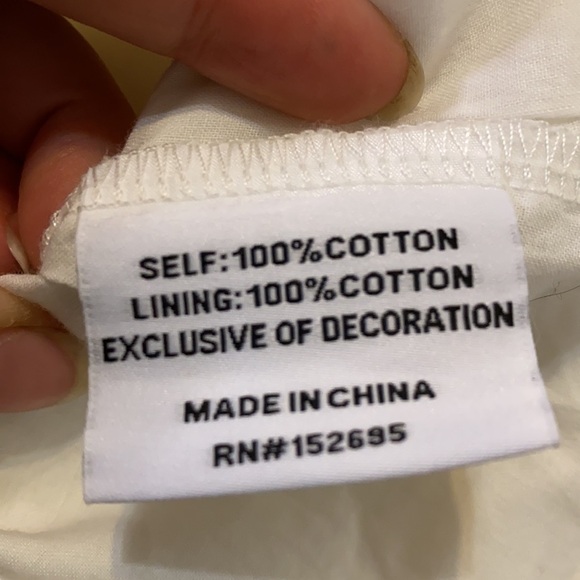 SELF:100%COTTON
LINING:100%COTTON
EXCLUSIVE OF DECORATION
MADE IN CHINA
RN#152695